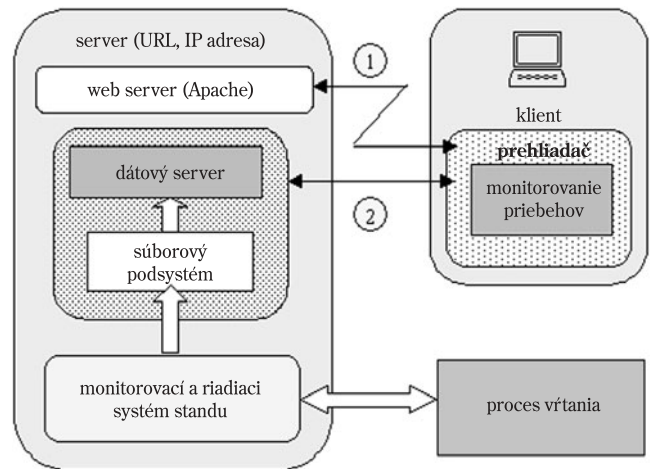 server (URL, IP adresa)
web server (Apache)
dátový server
súborový
podsystém
monitorovací a riadiaci
systém standu
1
2
klient
prehliadač
monitorovanie
priebehov
proces vŕtania